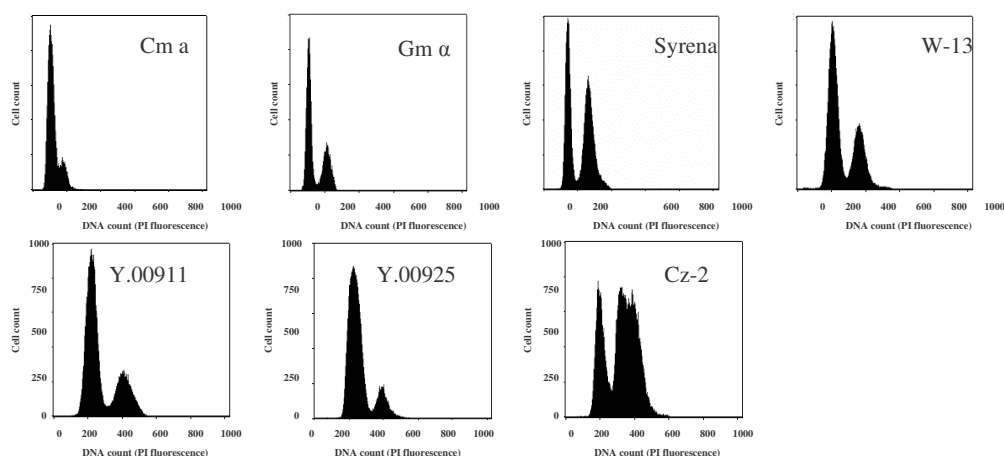 Cm a
Cell count
0 200 400 600 800 1000
DNA count (PI fluorescence)
Gm α
Cell count
0 200 400 600 800 1000
DNA count (PI fluorescence)
Syrena
Cell count
0 200 400 600 800 1000
DNA count (PI fluorescence)
W-13
Cell count
0 200 400 600 800 1000
DNA count (PI fluorescence)
Y.00911
Cell count
1000
750
500
250
0
0 200 400 600 800 1000
DNA count (PI fluorescence)
Y.00925
Cell count
1000
750
500
250
0
0 200 400 600 800 1000
DNA count (PI fluorescence)
Cz-2
Cell count
1000
750
500
250
0
0 200 400 600 800 1000
DNA count (PI fluorescence)